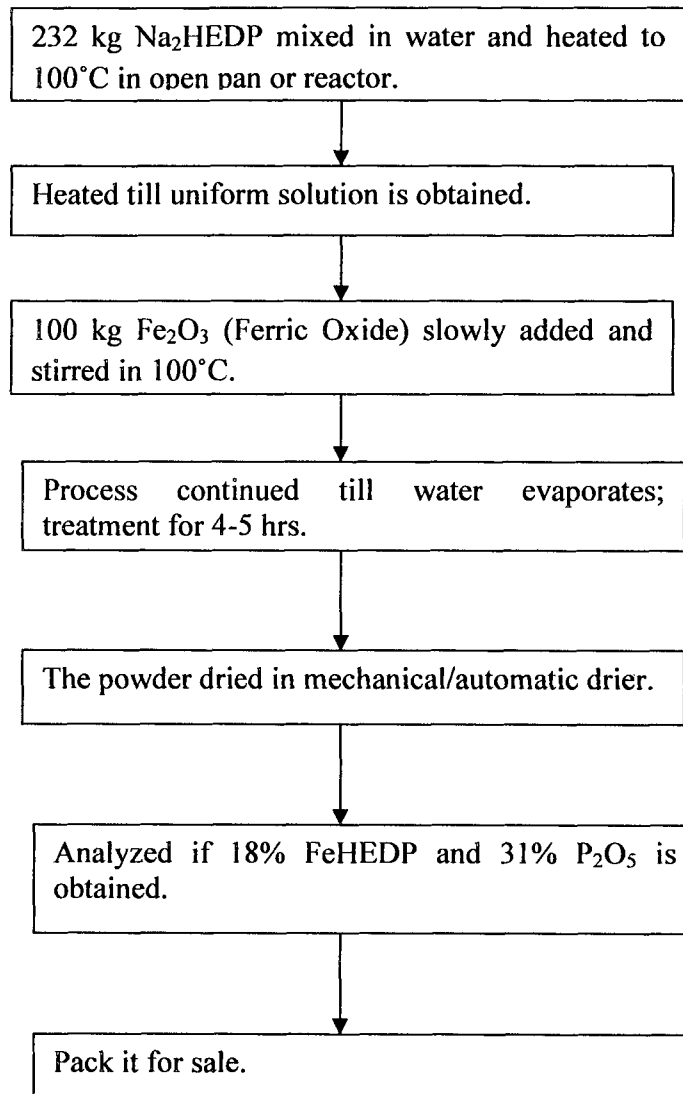 232 kg Na₂HEDP mixed in water and heated to
100°C in open pan or reactor.
Heated till uniform solution is obtained.
100 kg Fe₂O₃ (Ferric Oxide) slowly added and
stirred in 100°C.
Process continued till water evaporates;
treatment for 4-5 hrs.
The powder dried in mechanical/automatic drier.
Analyzed if 18% FeHEDP and 31% P₂O₅ is
obtained.
Pack it for sale.